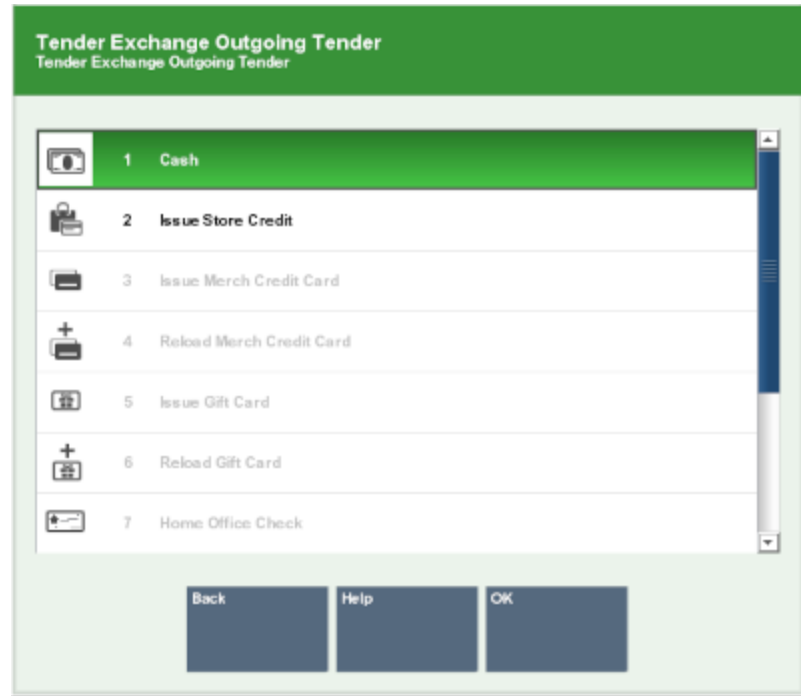 Tender Exchange Outgoing Tender
Tender Exchange Outgoing Tender
1 Cash
2 Issue Store Credit
3 Issue Merch Credit Card
4 Reload Merch Credit Card
5 Issue Gift Card
6 Reload Gift Card
7 Home Office Check
Back Help OK